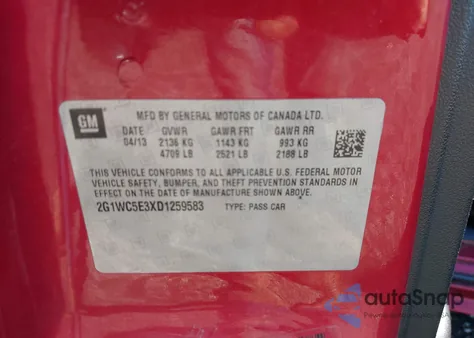 GM
MFD BY GENERAL MOTORS OF CANADA LTD.
DATE GVWR GAWR FRT GAWR RR
04/13 2136 KG 1143 KG 993 KG
4709 LB 2521 LB 2188 LB
THIS VEHICLE CONFORMS TO ALL APPLICABLE U.S. FEDERAL MOTOR
VEHICLE SAFETY, BUMPER, AND THEFT PREVENTION STANDARDS IN
EFFECT ON THE DATE OF MANUFACTURE SHOWN ABOVE.
2G1WC5E3XD1259583 TYPE: PASS CAR
autoSnap